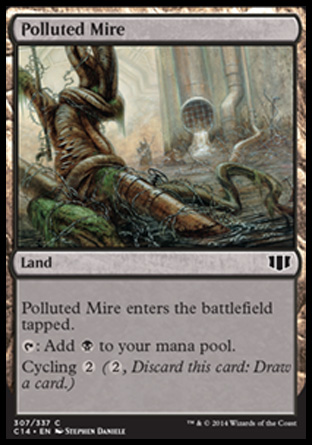 Polluted Mire
Land
Polluted Mire enters the battlefield
tapped.
: Add to your mana pool.
Cycling 2 (2, Discard this card: Draw
a card.)
307/337 C
C14 • EN STEPHEN DANIELE
™ & © 2014 Wizards of the Coast